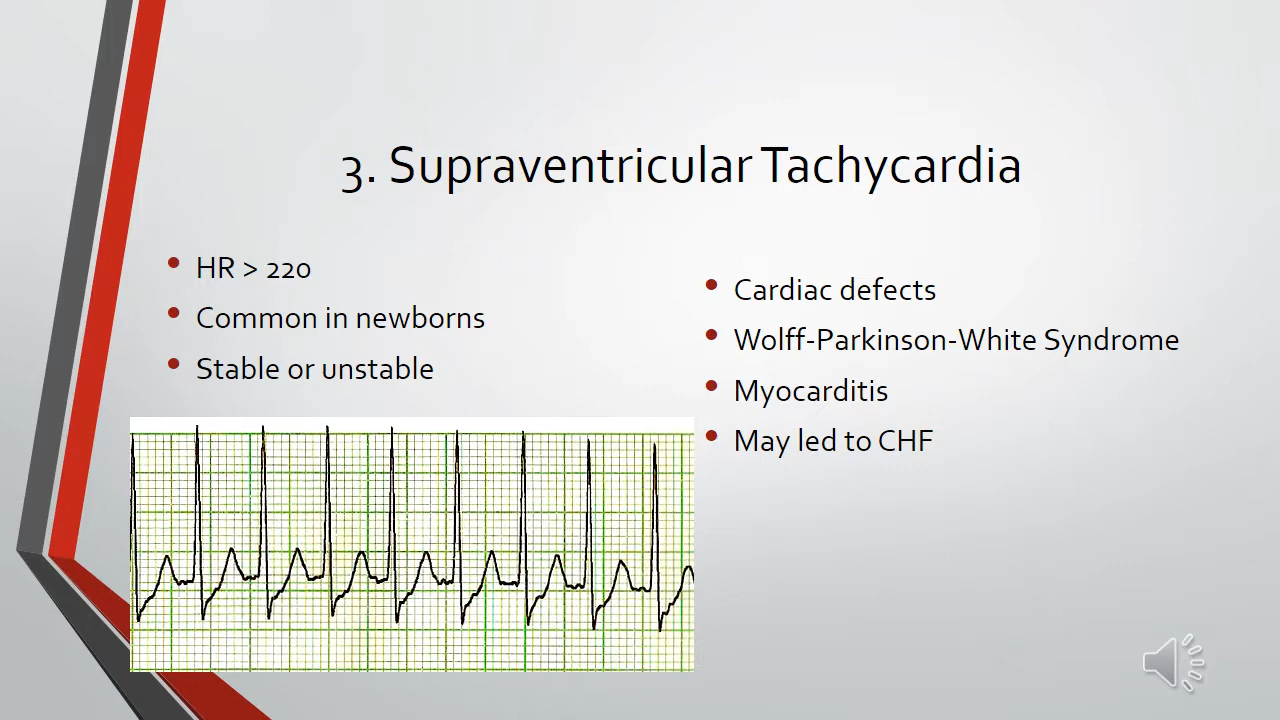 3. Supraventricular Tachycardia
HR > 220
Common in newborns
Stable or unstable
Cardiac defects
Wolff-Parkinson-White Syndrome
Myocarditis
May led to CHF